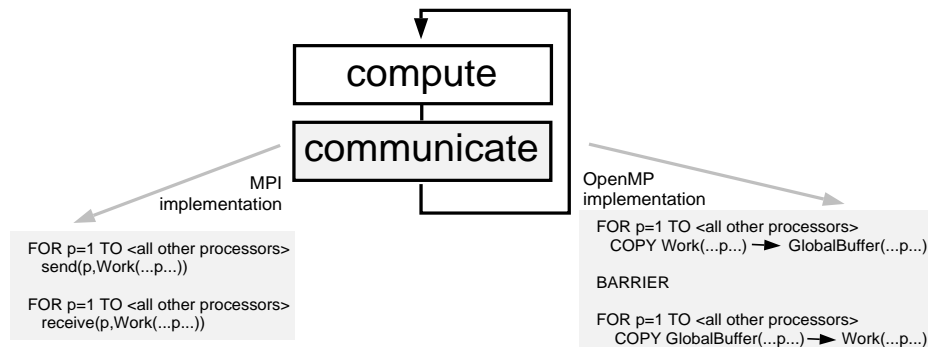 compute
communicate
MPI
implementation
FOR p=1 TO <all other processors>
send(p,Work(...p...))
FOR p=1 TO <all other processors>
receive(p,Work(...p...))
OpenMP
implementation
FOR p=1 TO <all other processors>
COPY Work(...p...) → GlobalBuffer(...p...)
BARRIER
FOR p=1 TO <all other processors>
COPY GlobalBuffer(...p...) → Work(...p...)